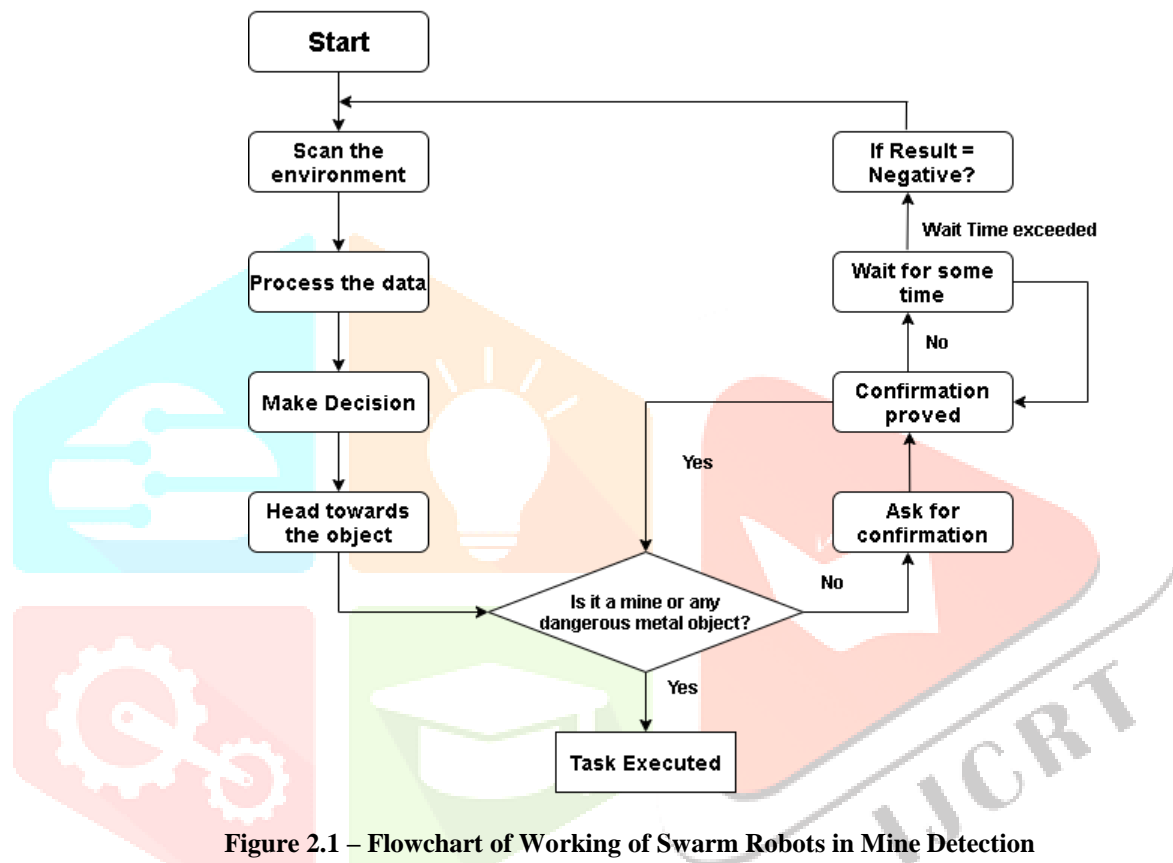 Start
Scan the
environment
Process the data
Make Decision
Head towards
the object
Is it a mine or any
dangerous metal object?
Yes
Task Executed
No
Ask for
confirmation
Confirmation
proved
Yes
No
Wait for some
time
Wait Time exceeded
If Result =
Negative?
IJCRT
Figure 2.1 – Flowchart of Working of Swarm Robots in Mine Detection